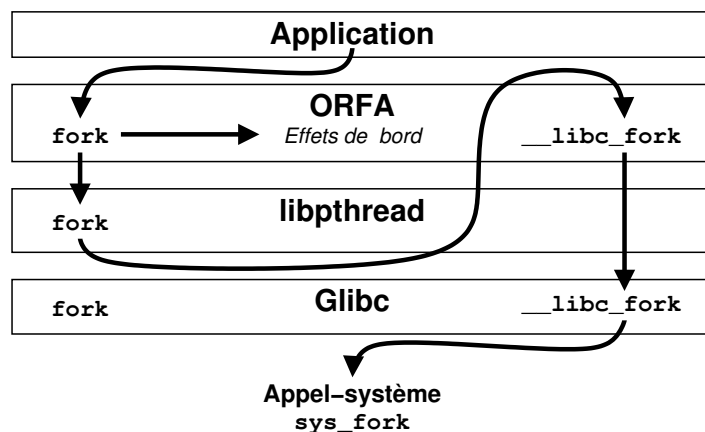 Application
ORFA
fork
Effets de bord
__libc_fork
libpthread
fork
Glibc
fork
__libc_fork
Appel–système
sys_fork